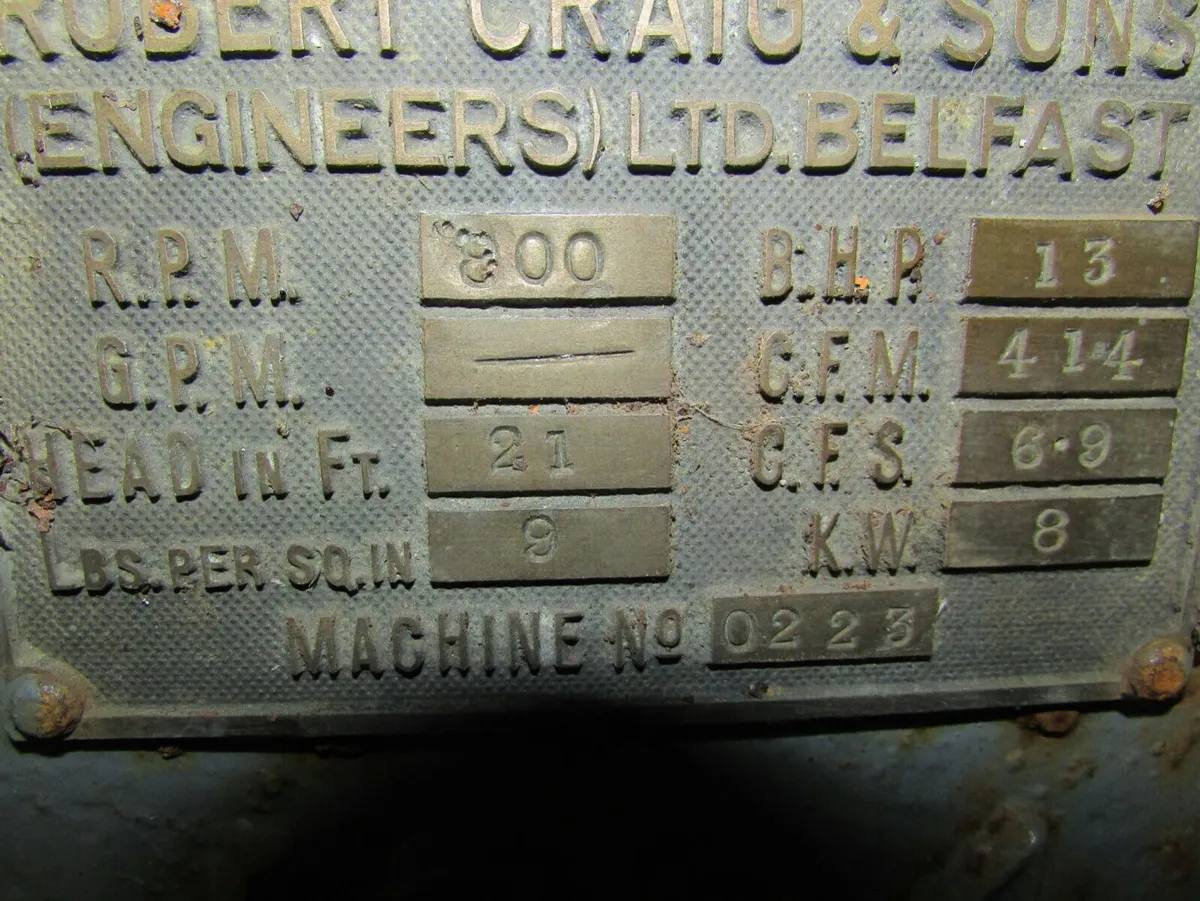 ROBERT CRAIG & SONS
(ENGINEERS) LTD. BELFAST
R.P.M. 800 B.H.P. 13
G.P.M. — C.F.M. 414
HEAD IN FT. 21 C.F.S. 6.9
LBS. PER SQ. IN 9 K.W. 8
MACHINE No 0223